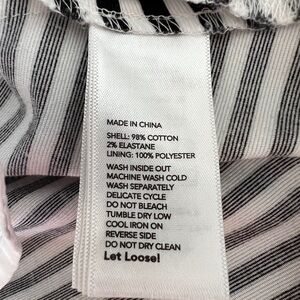 MADE IN CHINA
SHELL: 98% COTTON
2% ELASTANE
LINING: 100% POLYESTER
WASH INSIDE OUT
MACHINE WASH COLD
WASH SEPARATELY
DELICATE CYCLE
DO NOT BLEACH
TUMBLE DRY LOW
COOL IRON ON
REVERSE SIDE
DO NOT DRY CLEAN
Let Loose!